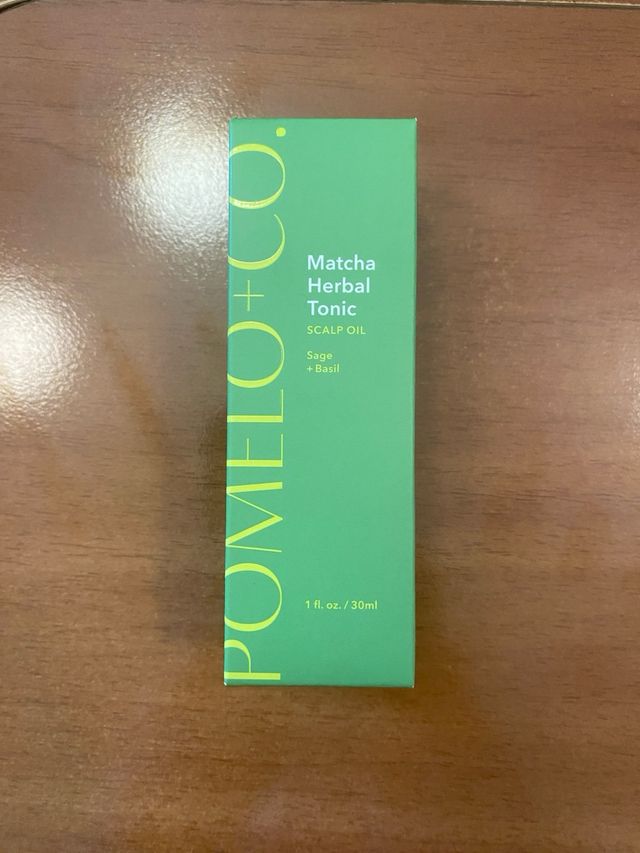 POMELO+CO.
Matcha
Herbal
Tonic
SCALP OIL
Sage
+ Basil
1 fl. oz. / 30ml